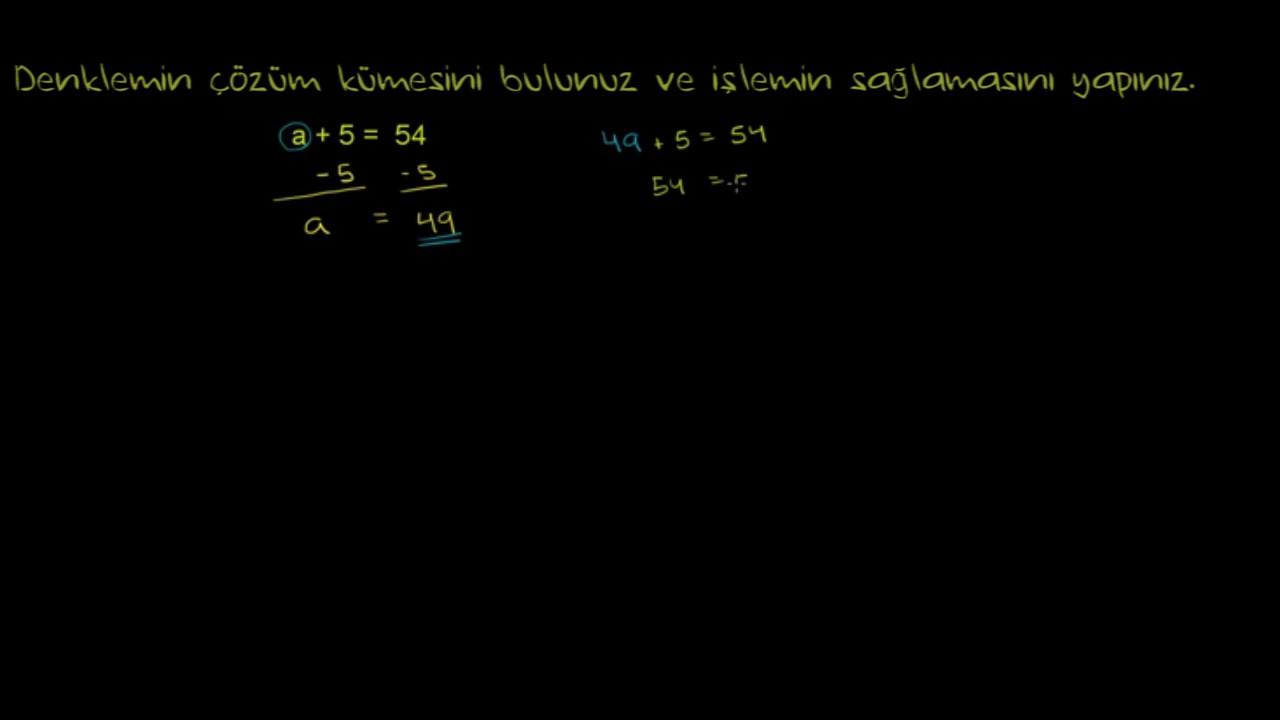 Denklemin çözüm kümesini bulunuz ve işlemin sağlamasını yapınız.
a + 5 = 54
- 5 - 5
a = 49
49 + 5 = 54
54 =